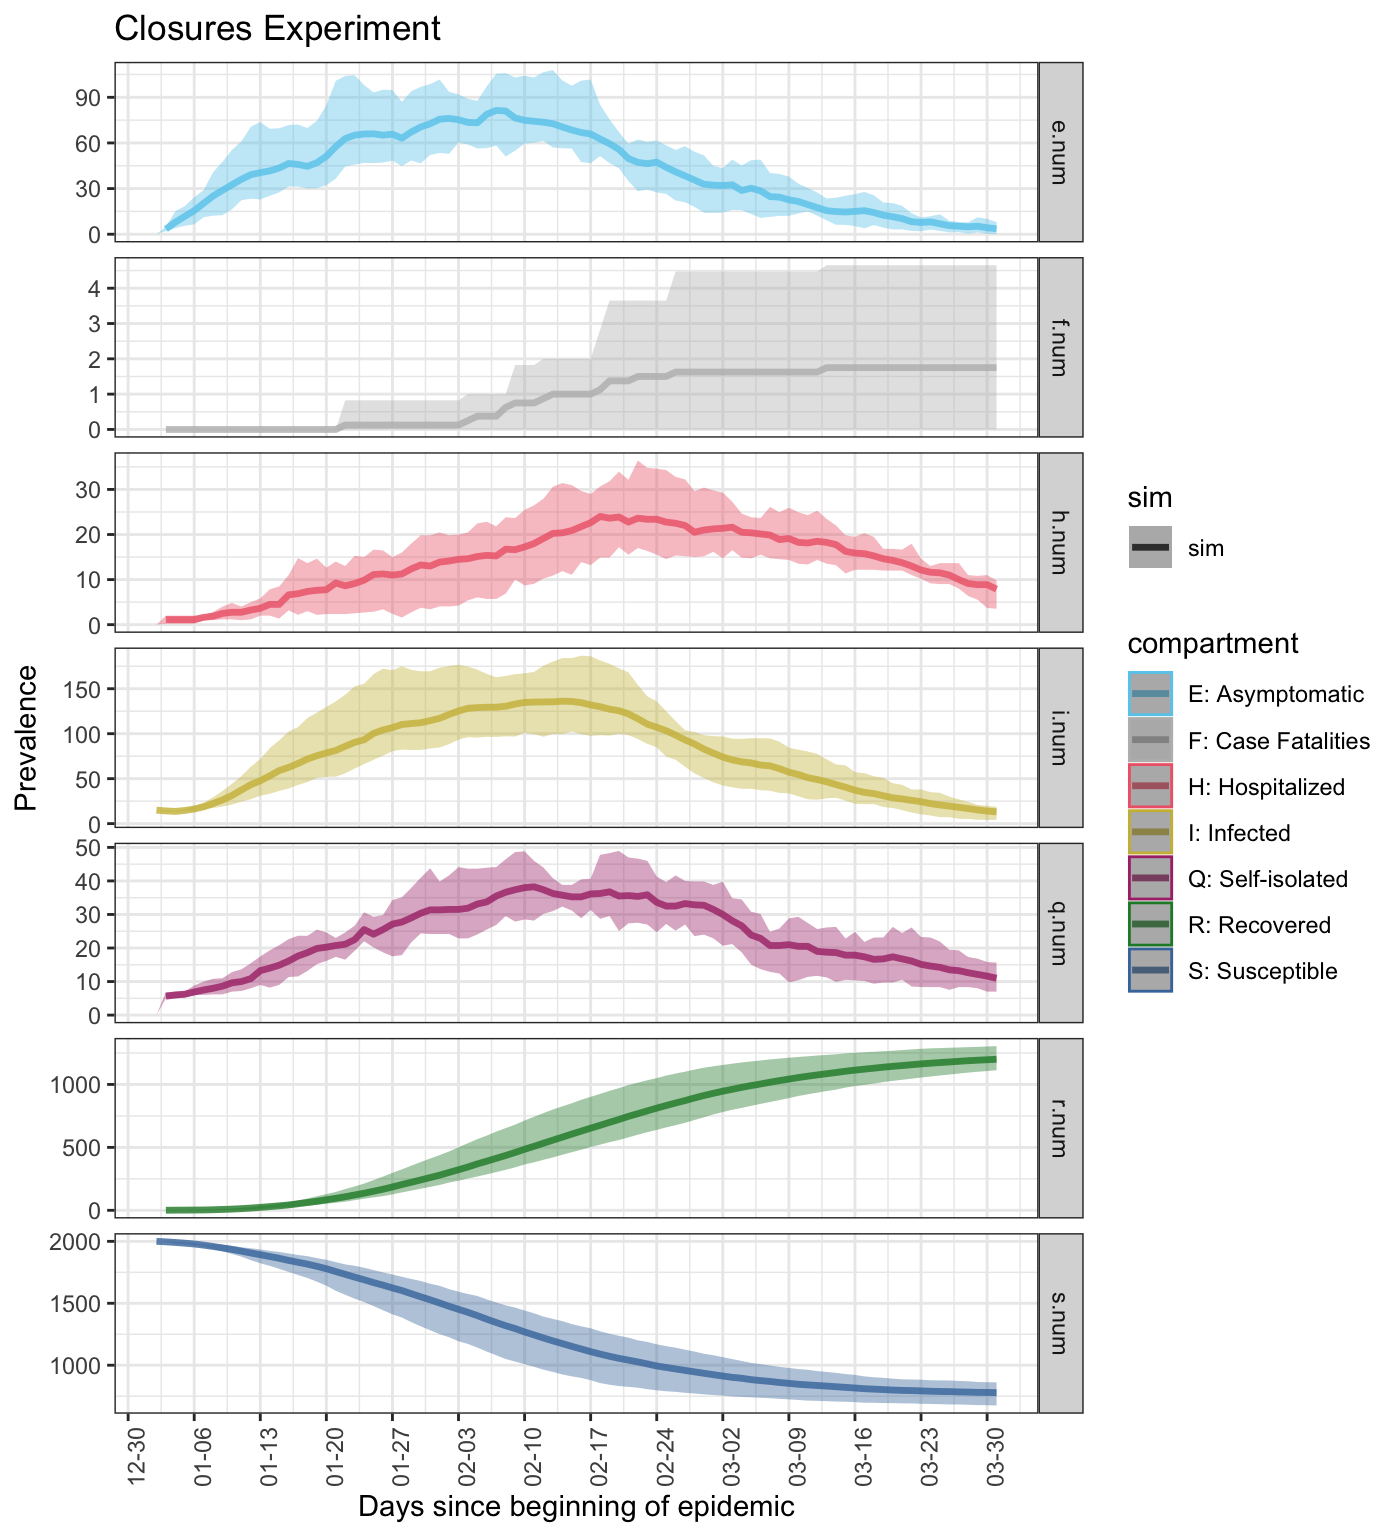 Closures Experiment
Prevalence
90
60
30
0
e.num
4
3
2
1
0
f.num
30
20
10
0
h.num
150
100
50
0
i.num
50
40
30
20
10
0
q.num
1000
500
0
r.num
2000
1500
1000
s.num
12-30
01-06
01-13
01-20
01-27
02-03
02-10
02-17
02-24
03-02
03-09
03-16
03-23
03-30
Days since beginning of epidemic
sim
sim
compartment
E: Asymptomatic
F: Case Fatalities
H: Hospitalized
I: Infected
Q: Self-isolated
R: Recovered
S: Susceptible